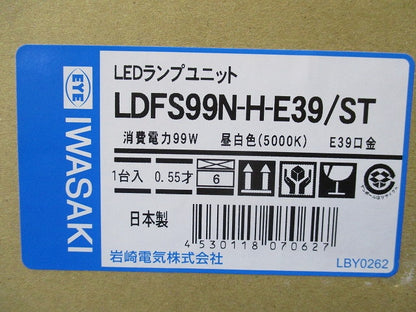 EYE
IWASAKI
LEDランプユニット
LDFS99N-H-E39/ST
消費電力99W 昼白色(5000K) E39口金
1台入 0.55才 6
日本製
4530118070627
岩崎電気株式会社
LBY0262